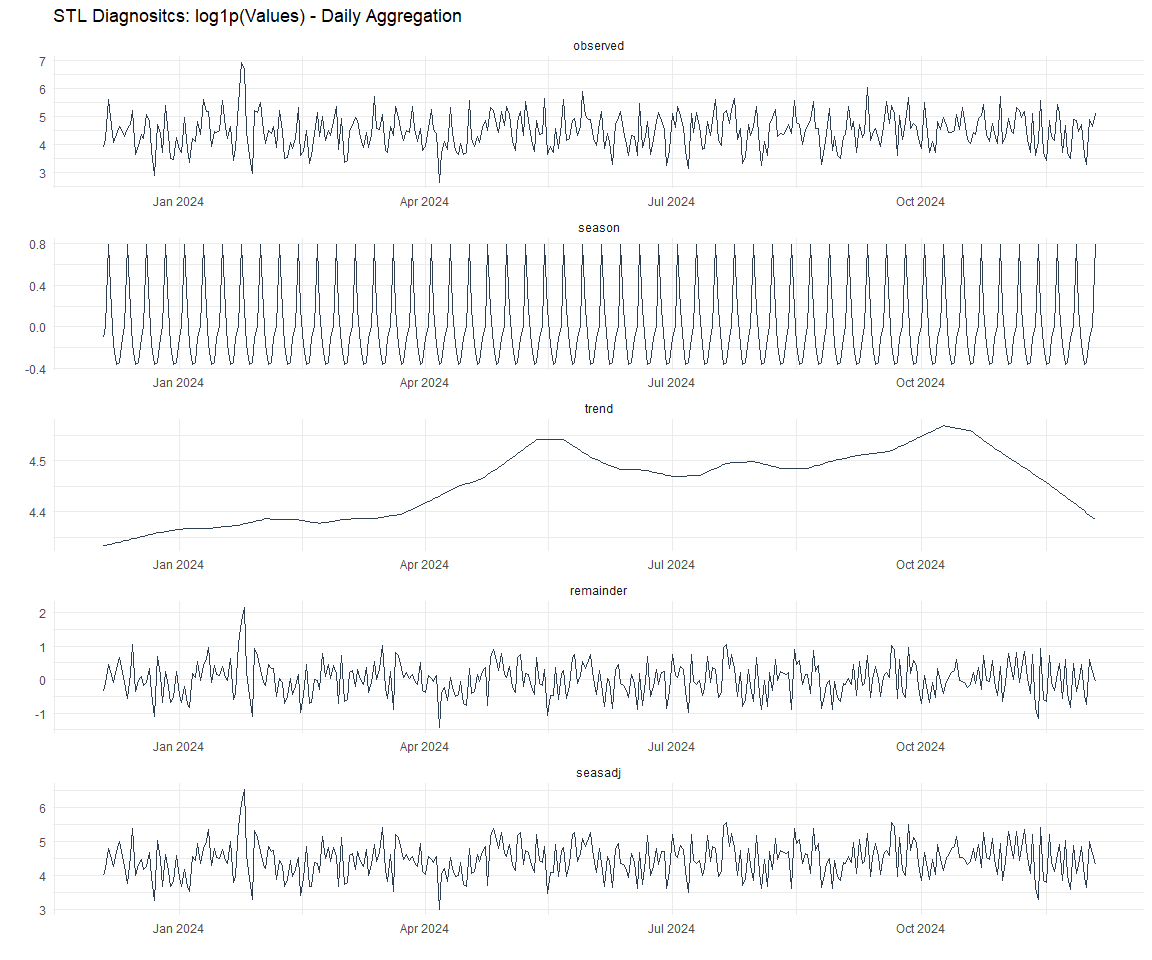 STL Diagnositcs: log1p(Values) - Daily Aggregation
observed
7
6
5
4
3
Jan 2024 Apr 2024 Jul 2024 Oct 2024
season
0.8
0.4
0.0
-0.4
Jan 2024 Apr 2024 Jul 2024 Oct 2024
trend
4.5
4.4
Jan 2024 Apr 2024 Jul 2024 Oct 2024
remainder
2
1
0
-1
Jan 2024 Apr 2024 Jul 2024 Oct 2024
seasadj
6
5
4
3
Jan 2024 Apr 2024 Jul 2024 Oct 2024